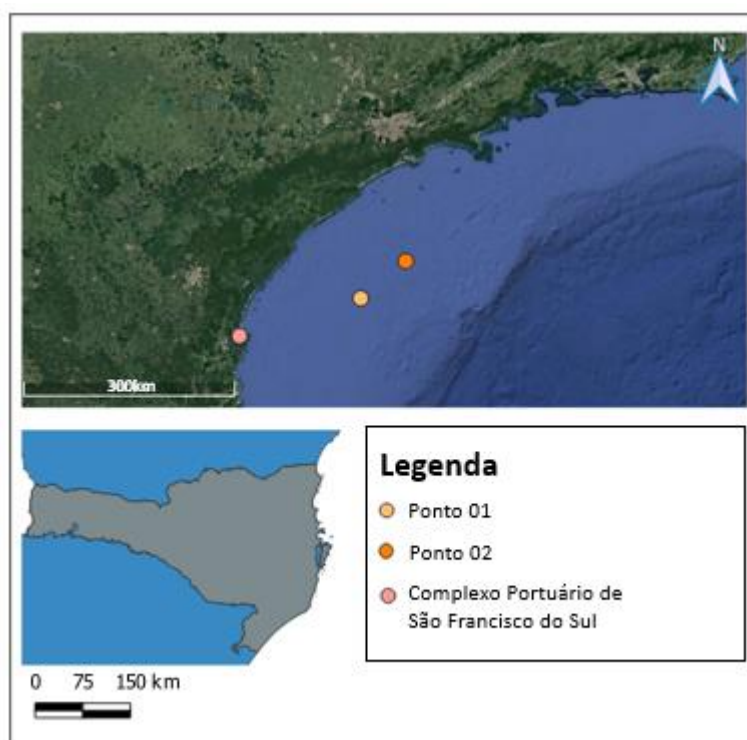 N
300km
Legenda
Ponto 01
Ponto 02
Complexo Portuário de
São Francisco do Sul
0 75 150 km